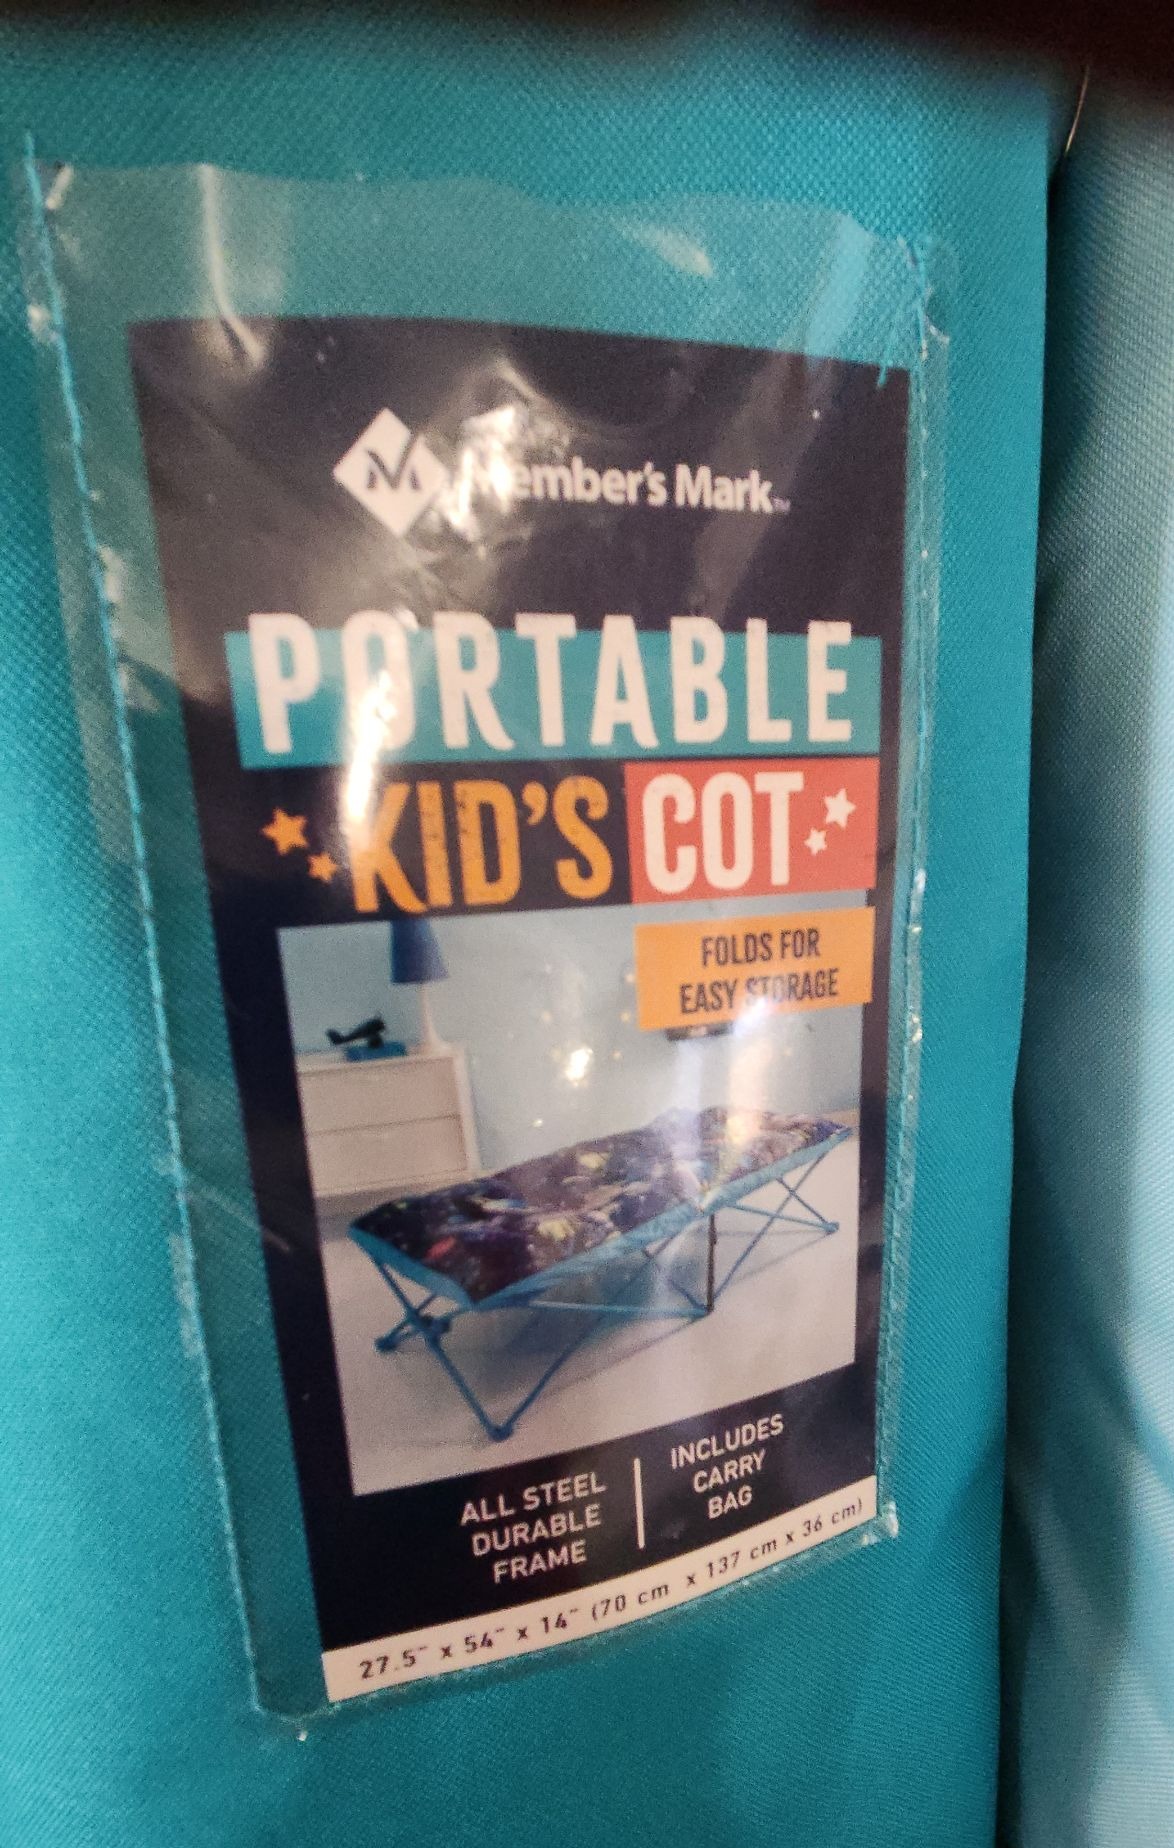 Member's Mark™
PORTABLE
KID'S COT
FOLDS FOR
EASY STORAGE
ALL STEEL
DURABLE
FRAME
INCLUDES
CARRY
BAG
27.5" x 54" x 14" (70 cm x 137 cm x 36 cm)